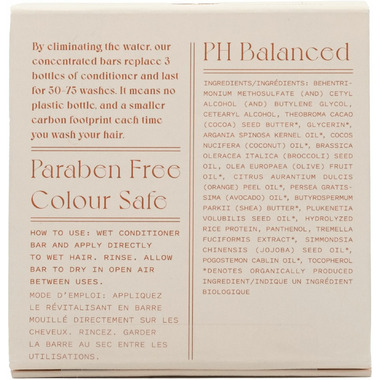 By eliminating the water, our
concentrated bars replace 3
bottles of conditioner and last
for 50-75 washes. It means no
plastic bottle, and a smaller
carbon footprint each time
you wash your hair.
Paraben Free
Colour Safe
HOW TO USE: WET CONDITIONER
BAR AND APPLY DIRECTLY
TO WET HAIR. RINSE. ALLOW
BAR TO DRY IN OPEN AIR
BETWEEN USES.
MODE D'EMPLOI: APPLIQUEZ
LE RÉVITALISANT EN BARRE
MOUILLÉ DIRECTEMENT SUR LES
CHEVEUX. RINCEZ. GARDER
LA BARRE AU SEC ENTRE LES
UTILISATIONS.
PH Balanced
INGREDIENTS/INGRÉDIENTS: BEHENTRI-
MONIUM METHOSULFATE (AND) CETYL
ALCOHOL (AND) BUTYLENE GLYCOL,
CETEARYL ALCOHOL, THEOBROMA CACAO
(COCOA) SEED BUTTER*, GLYCERIN*,
ARGANIA SPINOSA KERNEL OIL*, COCOS
NUCIFERA (COCONUT) OIL*, BRASSICA
OLERACEA ITALICA (BROCCOLI) SEED
OIL, OLEA EUROPAEA (OLIVE) FRUIT
OIL*, CITRUS AURANTIUM DULCIS
(ORANGE) PEEL OIL*, PERSEA GRATIS-
SIMA (AVOCADO) OIL*, BUTYROSPERMUM
PARKII (SHEA) BUTTER*, PLUKENETIA
VOLUBILIS SEED OIL*, HYDROLYZED
RICE PROTEIN, PANTHENOL, TREMELLA
FUCIFORMIS EXTRACT*, SIMMONDSIA
CHINENSIS (JOJOBA) SEED OIL*,
POGOSTEMON CABLIN OIL*, TOCOPHEROL
*DENOTES ORGANICALLY PRODUCED
INGREDIENT/INDIQUE UN INGRÉDIENT
BIOLOGIQUE